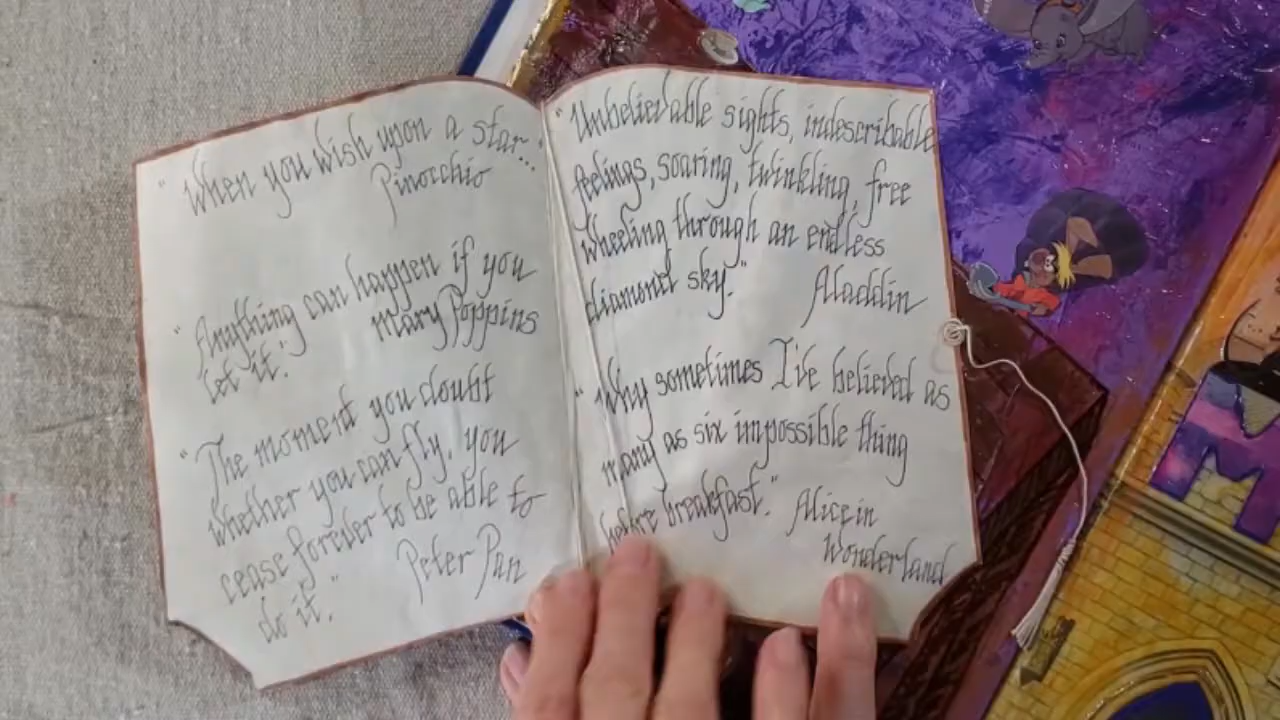 "When you wish upon a star..."
Pinocchio
"Anything can happen if you
let it." Mary Poppins
"The moment you doubt
whether you can fly, you
cease forever to be able to
do it." Peter Pan
"Unbelievable sights, indescribable
feelings, soaring, twinkling, free
wheeling through an endless
diamond sky." Aladdin
"Why sometimes I've believed as
many as six impossible thing
before breakfast." Alice in
Wonderland